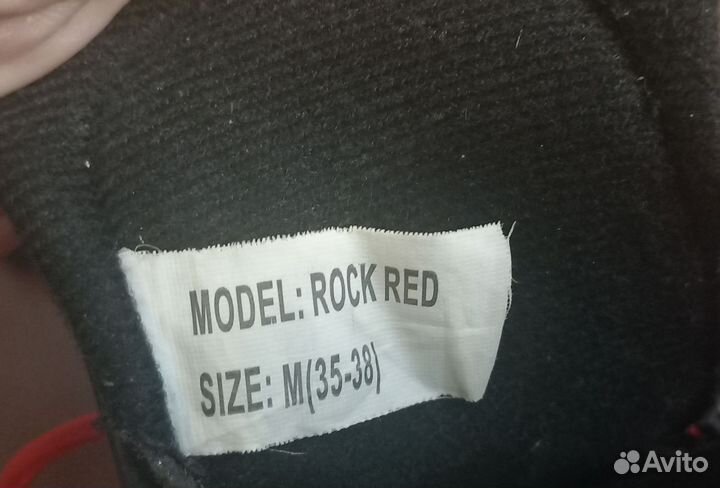 MODEL: ROCK RED
SIZE: M(35-38)
Avito